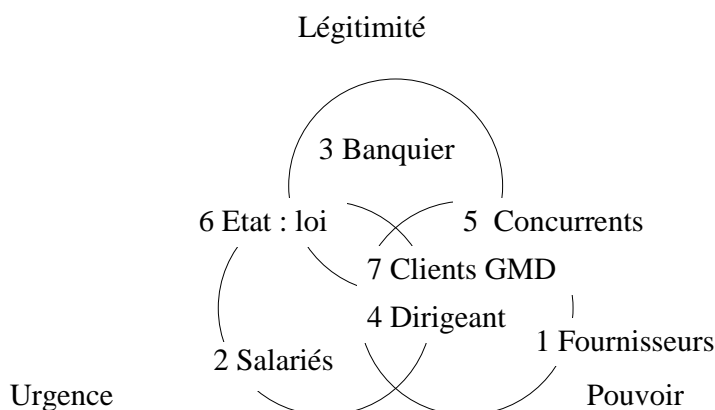 Légitimité
3 Banquier
6 Etat : loi
5 Concurrents
7 Clients GMD
4 Dirigeant
1 Fournisseurs
2 Salariés
Urgence
Pouvoir